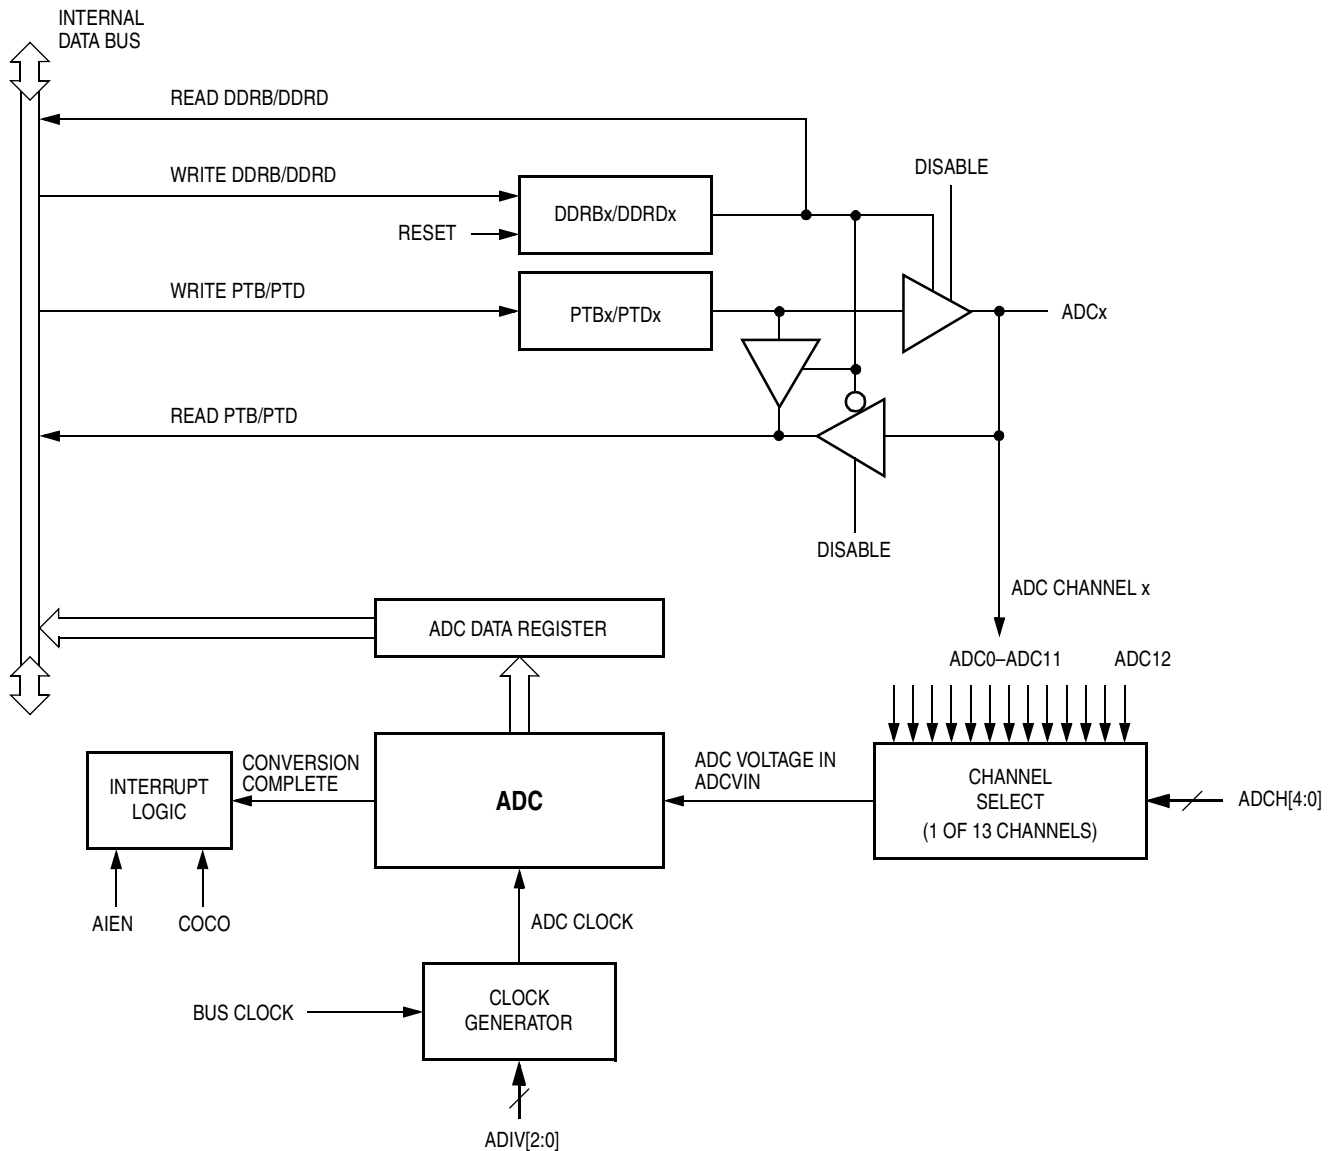 INTERNAL
DATA BUS
READ DDRB/DDRD
WRITE DDRB/DDRD
DISABLE
DDRBx/DDRDx
RESET
WRITE PTB/PTD
PTBx/PTDx
ADCx
READ PTB/PTD
DISABLE
ADC CHANNEL x
ADC DATA REGISTER
ADC0–ADC11
ADC12
CONVERSION
COMPLETE
INTERRUPT
LOGIC
ADC
ADC VOLTAGE IN
ADCVIN
CHANNEL
SELECT
(1 OF 13 CHANNELS)
ADCH[4:0]
AIEN
COCO
ADC CLOCK
BUS CLOCK
CLOCK
GENERATOR
ADIV[2:0]